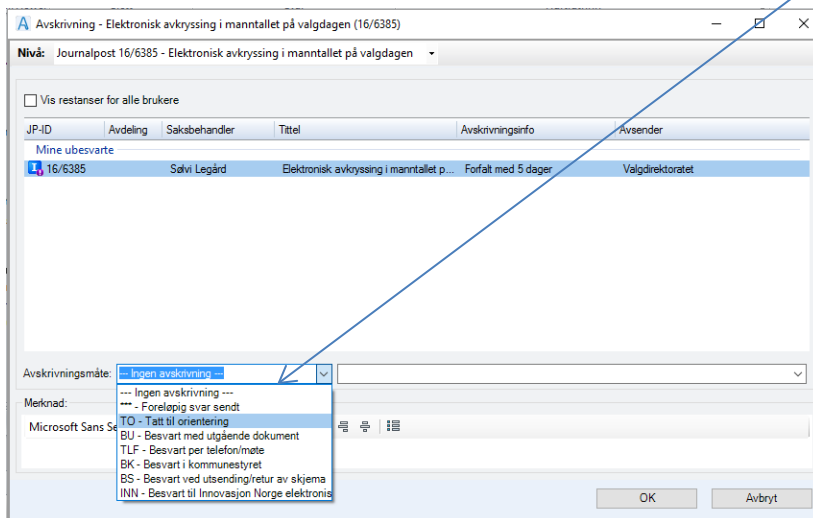 Avskrivning - Elektronisk avkryssing i manntallet på valgdagen (16/6385)
Nivå: Journalpost 16/6385 - Elektronisk avkryssing i manntallet på valgdagen
Vis restanser for alle brukere
JP-ID Avdeling Saksbehandler Tittel Avskrivningsinfo Avsender
Mine ubesvarte
16/6385 Sølvi Legård Elektronisk avkryssing i manntallet p... Forfalt med 5 dager Valgdirektoratet
Avskrivningsmåte: --- Ingen avskrivning ---
--- Ingen avskrivning ---
*** - Foreløpig svar sendt
TO - Tatt til orientering
BU - Besvart med utgående dokument
TLF - Besvart per telefon/møte
BK - Besvart i kommunestyret
BS - Besvart ved utsending/retur av skjema
INN - Besvart til Innovasjon Norge elektronis
Merknad:
Microsoft Sans Se
OK Avbryt